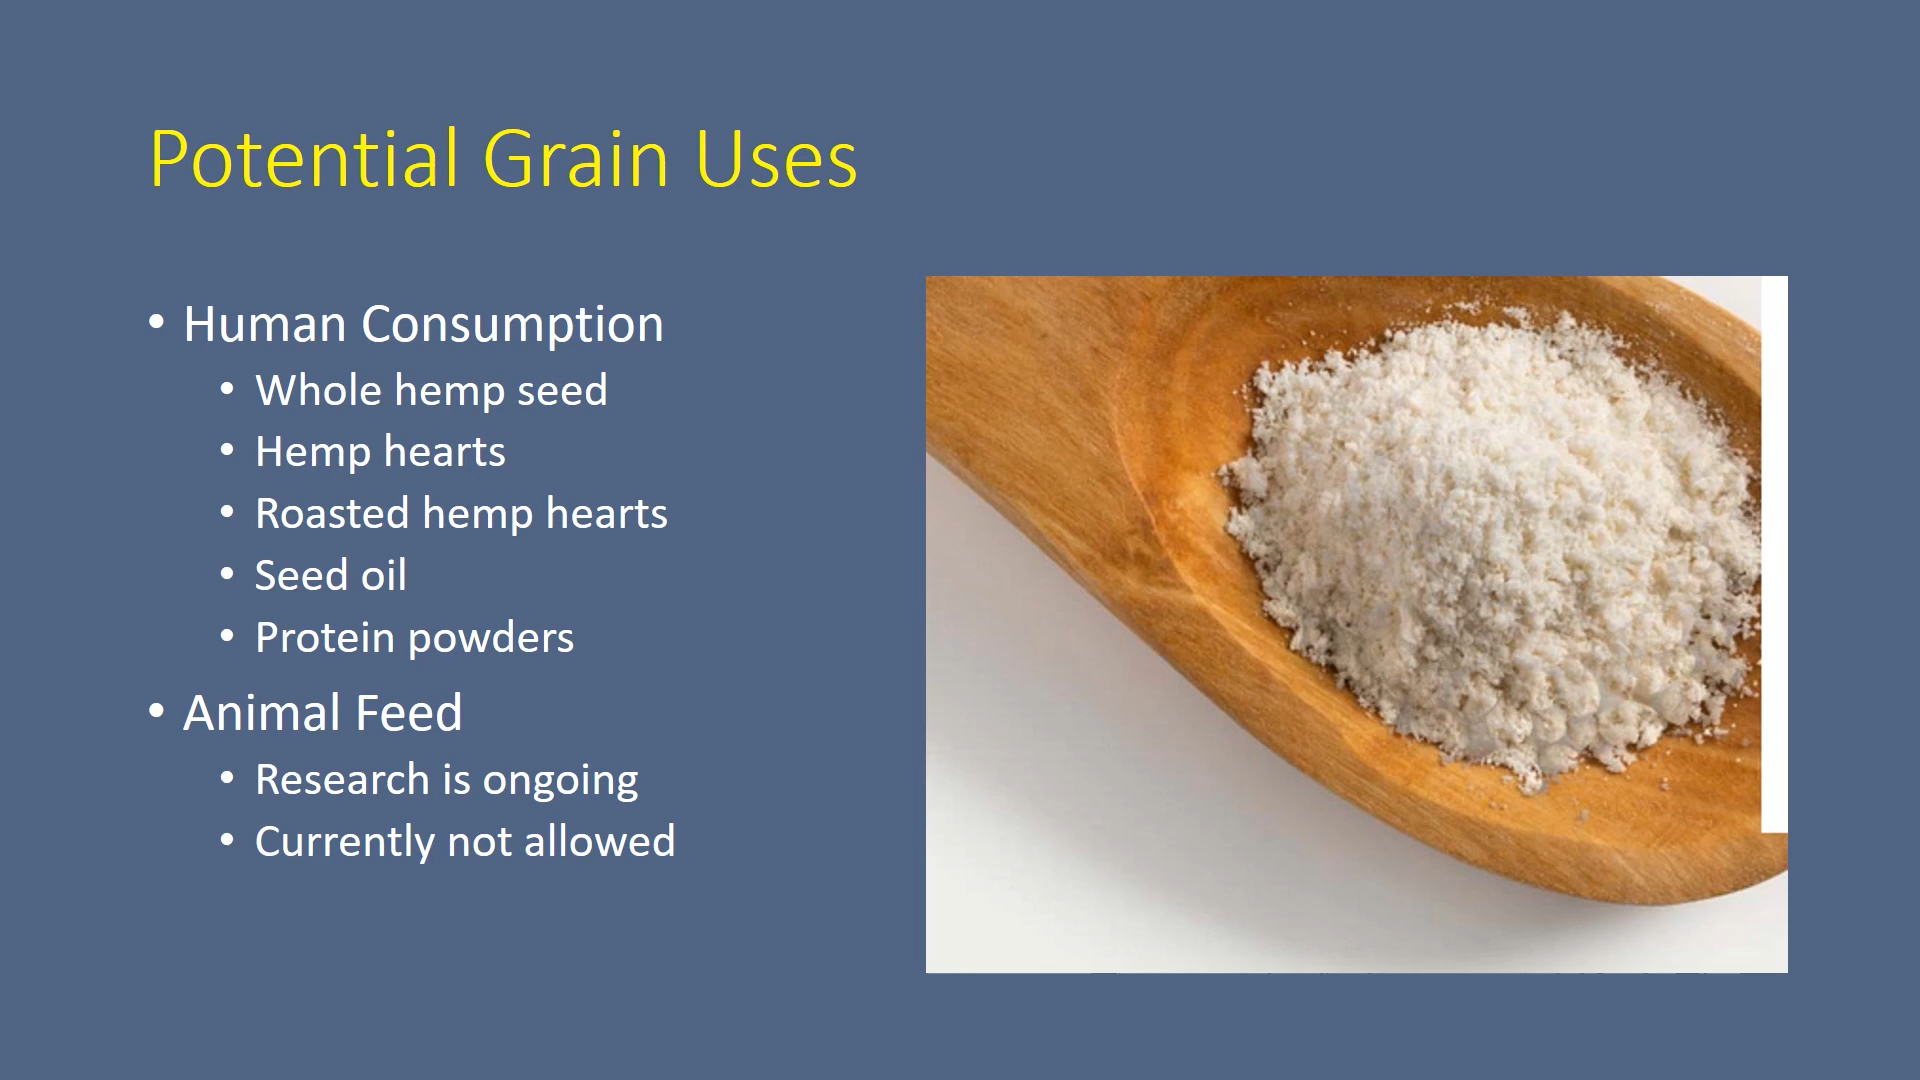 Potential Grain Uses
• Human Consumption
• Whole hemp seed
• Hemp hearts
• Roasted hemp hearts
• Seed oil
• Protein powders
• Animal Feed
• Research is ongoing
• Currently not allowed